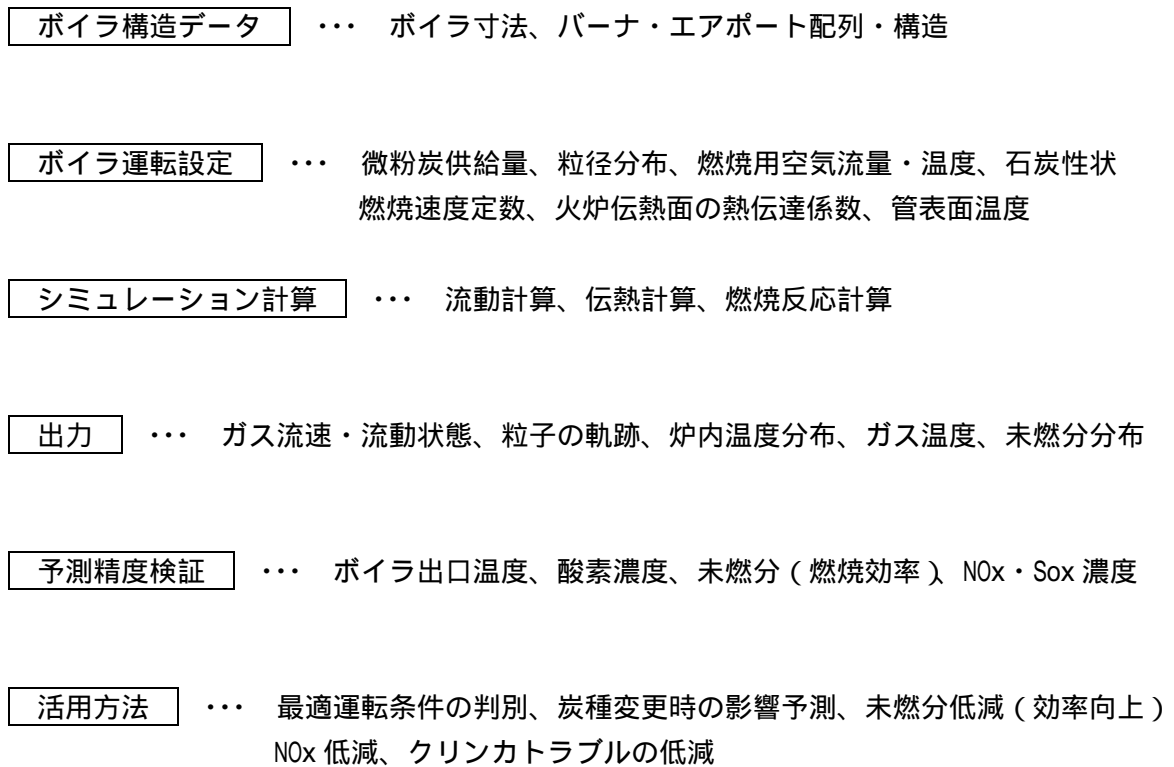 ボイラ構造データ ・・・ ボイラ寸法、バーナ・エアポート配列・構造
ボイラ運転設定 ・・・ 微粉炭供給量、粒径分布、燃焼用空気流量・温度、石炭性状
燃焼速度定数、火炉伝熱面の熱伝達係数、管表面温度
シミュレーション計算 ・・・ 流動計算、伝熱計算、燃焼反応計算
出力 ・・・ ガス流速・流動状態、粒子の軌跡、炉内温度分布、ガス温度、未燃分分布
予測精度検証 ・・・ ボイラ出口温度、酸素濃度、未燃分(燃焼効率)、NOx・Sox 濃度
活用方法 ・・・ 最適運転条件の判別、炭種変更時の影響予測、未燃分低減(効率向上)
NOx 低減、クリンカトラブルの低減